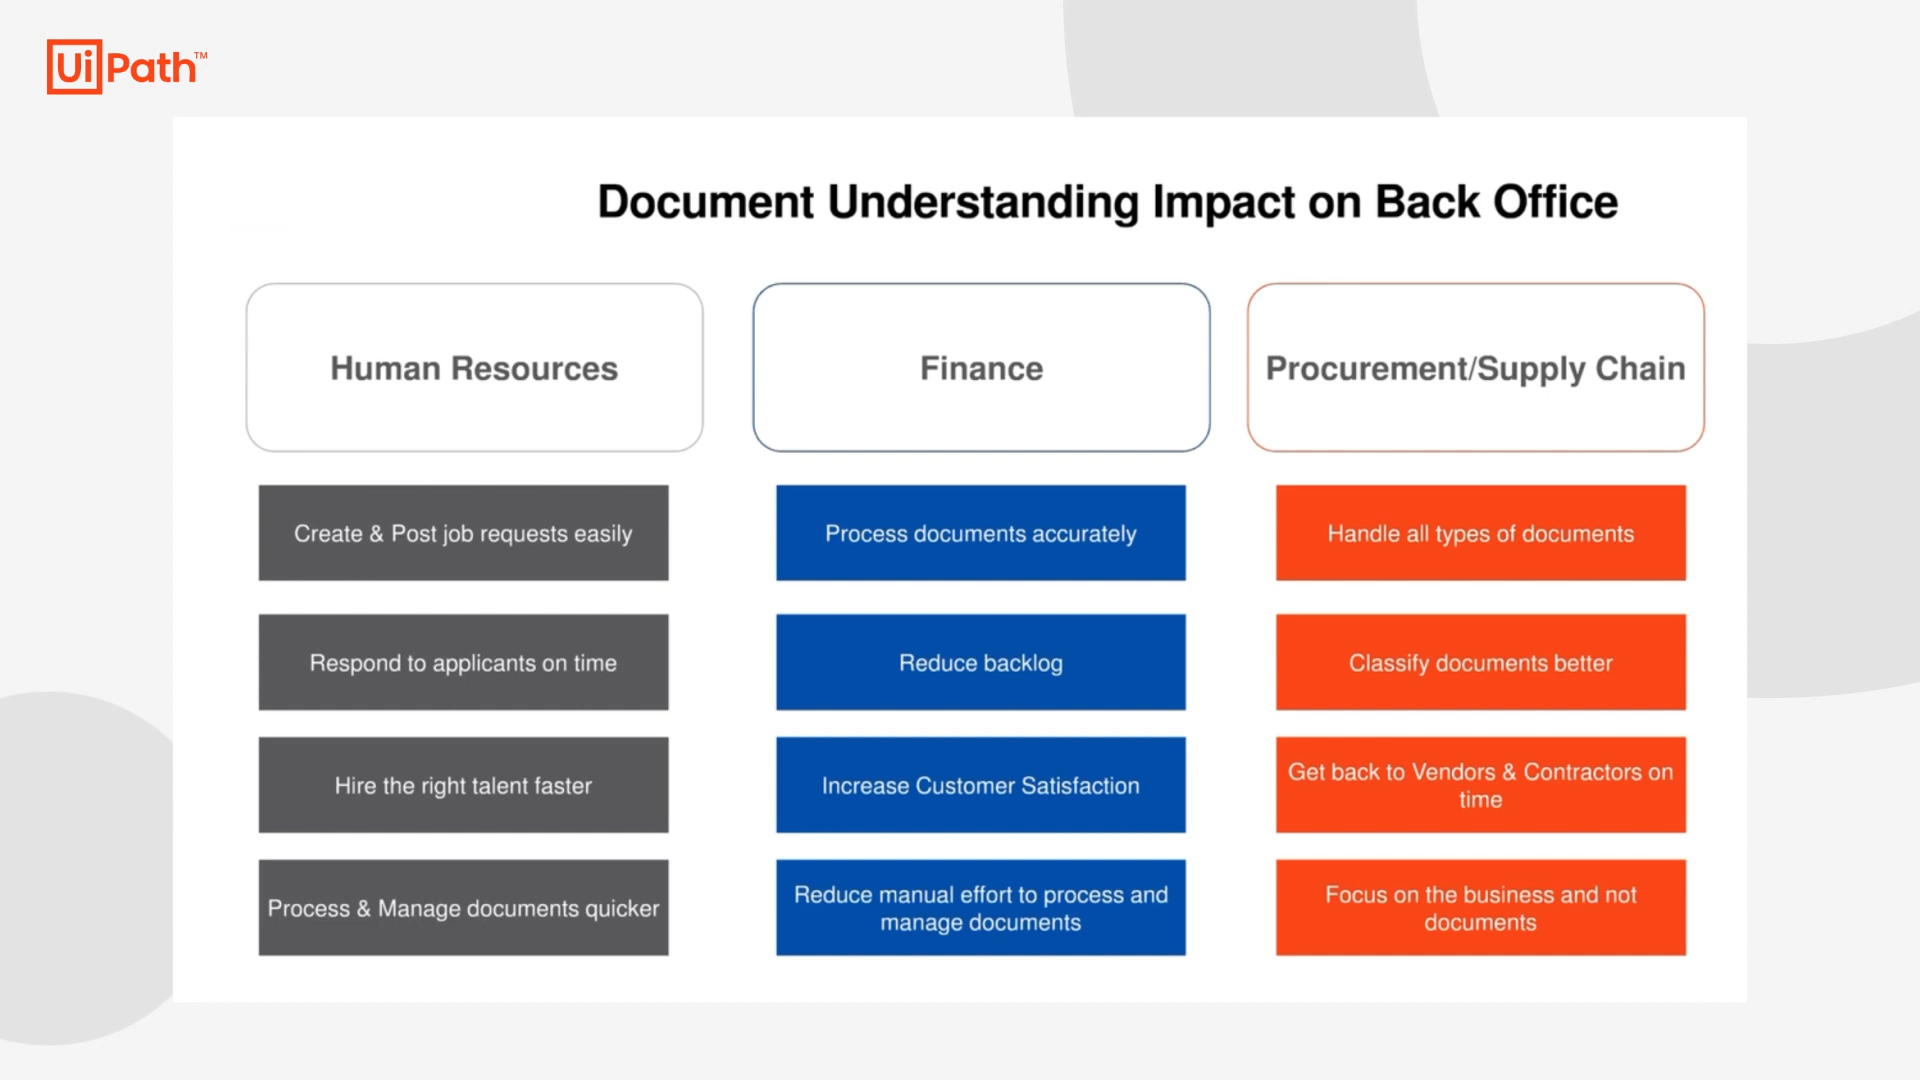 UiPath™
Document Understanding Impact on Back Office
Human Resources
Create & Post job requests easily
Respond to applicants on time
Hire the right talent faster
Process & Manage documents quicker
Finance
Process documents accurately
Reduce backlog
Increase Customer Satisfaction
Reduce manual effort to process and
manage documents
Procurement/Supply Chain
Handle all types of documents
Classify documents better
Get back to Vendors & Contractors on
time
Focus on the business and not
documents